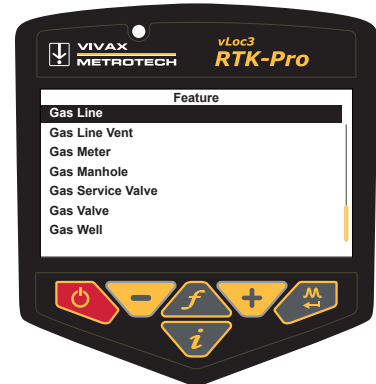 VIVAX
METROTECH
vLoc3
RTK-Pro
Feature
Gas Line
Gas Line Vent
Gas Meter
Gas Manhole
Gas Service Valve
Gas Valve
Gas Well
f
i